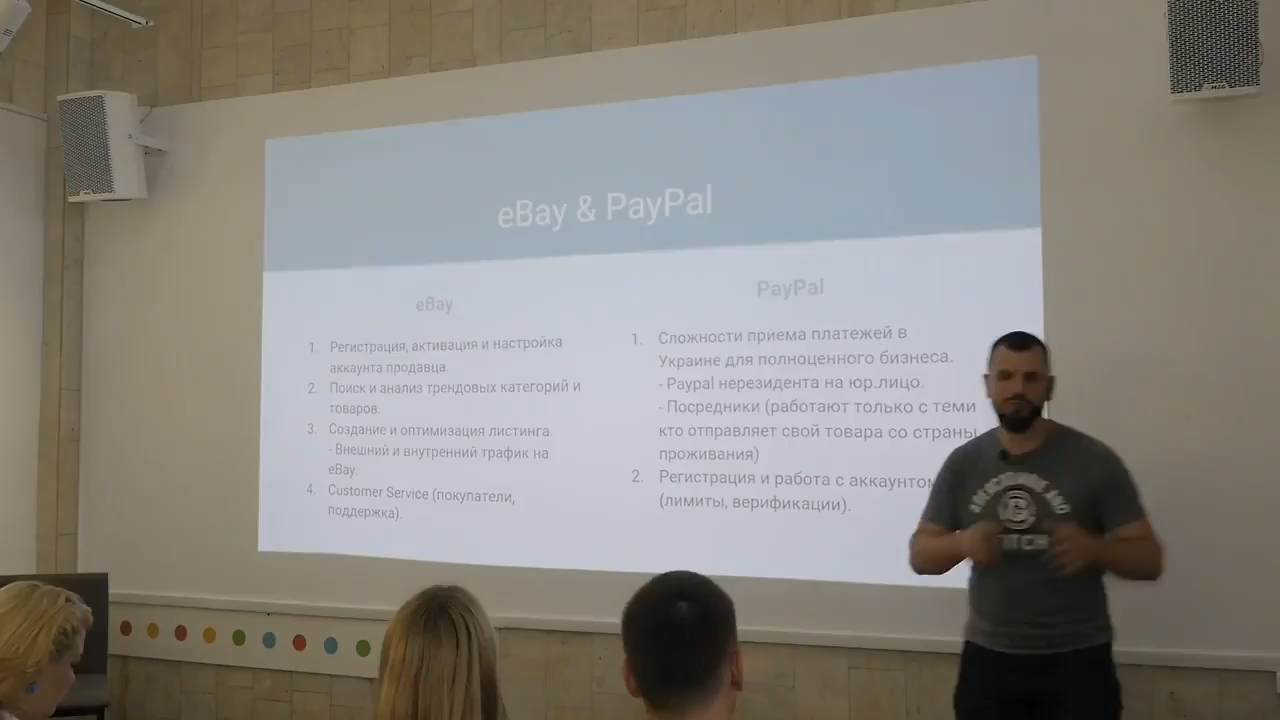 eBay & PayPal
eBay
1. Регистрация, активация и настройка
аккаунта продавца.
2. Поиск и анализ трендовых категорий и
товаров.
3. Создание и оптимизация листинга.
- Внешний и внутренний трафик на
eBay.
4. Customer Service (покупатели,
поддержка).
PayPal
1. Сложности приема платежей в
Украине для полноценного бизнеса.
- Paypal нерезидента на юр.лицо.
- Посредники (работают только с теми
кто отправляет свой товара со страны
проживания)
2. Регистрация и работа с аккаунтом
(лимиты, верификации).